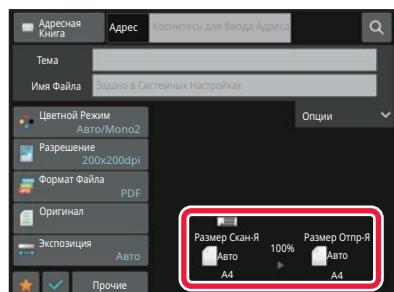 Адресная Книга
Адрес
Коснитесь для Ввода Адреса
Тема
Имя Файла
Задано в Системных Настройках
Цветной Режим
Авто/Mono2
Опции
Разрешение
200x200dpi
Формат Файла
PDF
Оригинал
Экспозиция
Авто
Размер Скан-Я
Авто
A4
100%
Размер Отпр-Я
Авто
A4
Прочие